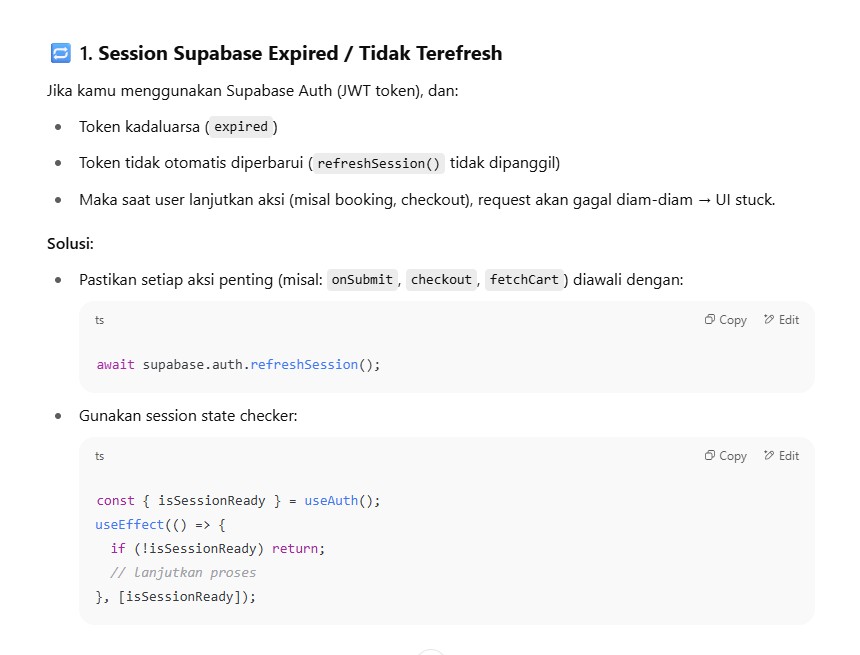 🔁 1. Session Supabase Expired / Tidak Terefresh
Jika kamu menggunakan Supabase Auth (JWT token), dan:
• Token kadaluarsa (expired)
• Token tidak otomatis diperbarui (refreshSession() tidak dipanggil)
• Maka saat user lanjutkan aksi (misal booking, checkout), request akan gagal diam-diam → UI stuck.
Solusi:
• Pastikan setiap aksi penting (misal: onSubmit, checkout, fetchCart) diawali dengan:
ts Copy Edit
await supabase.auth.refreshSession();
• Gunakan session state checker:
ts Copy Edit
const { isSessionReady } = useAuth();
useEffect(() => {
  if (!isSessionReady) return;
  // lanjutkan proses
}, [isSessionReady]);